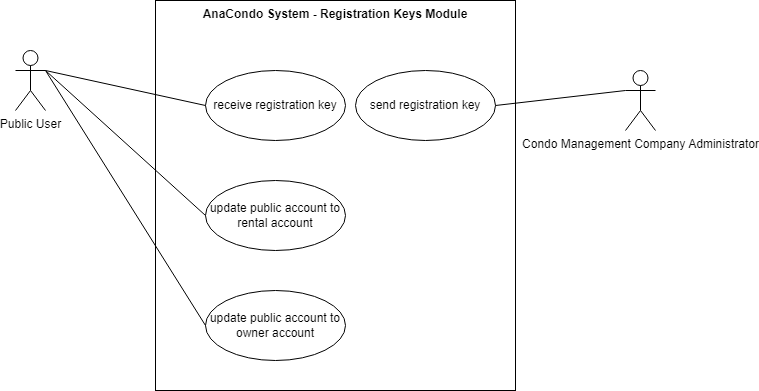 AnaCondo System - Registration Keys Module
receive registration key
send registration key
Public User
Condo Management Company Administrator
update public account to
rental account
update public account to
owner account